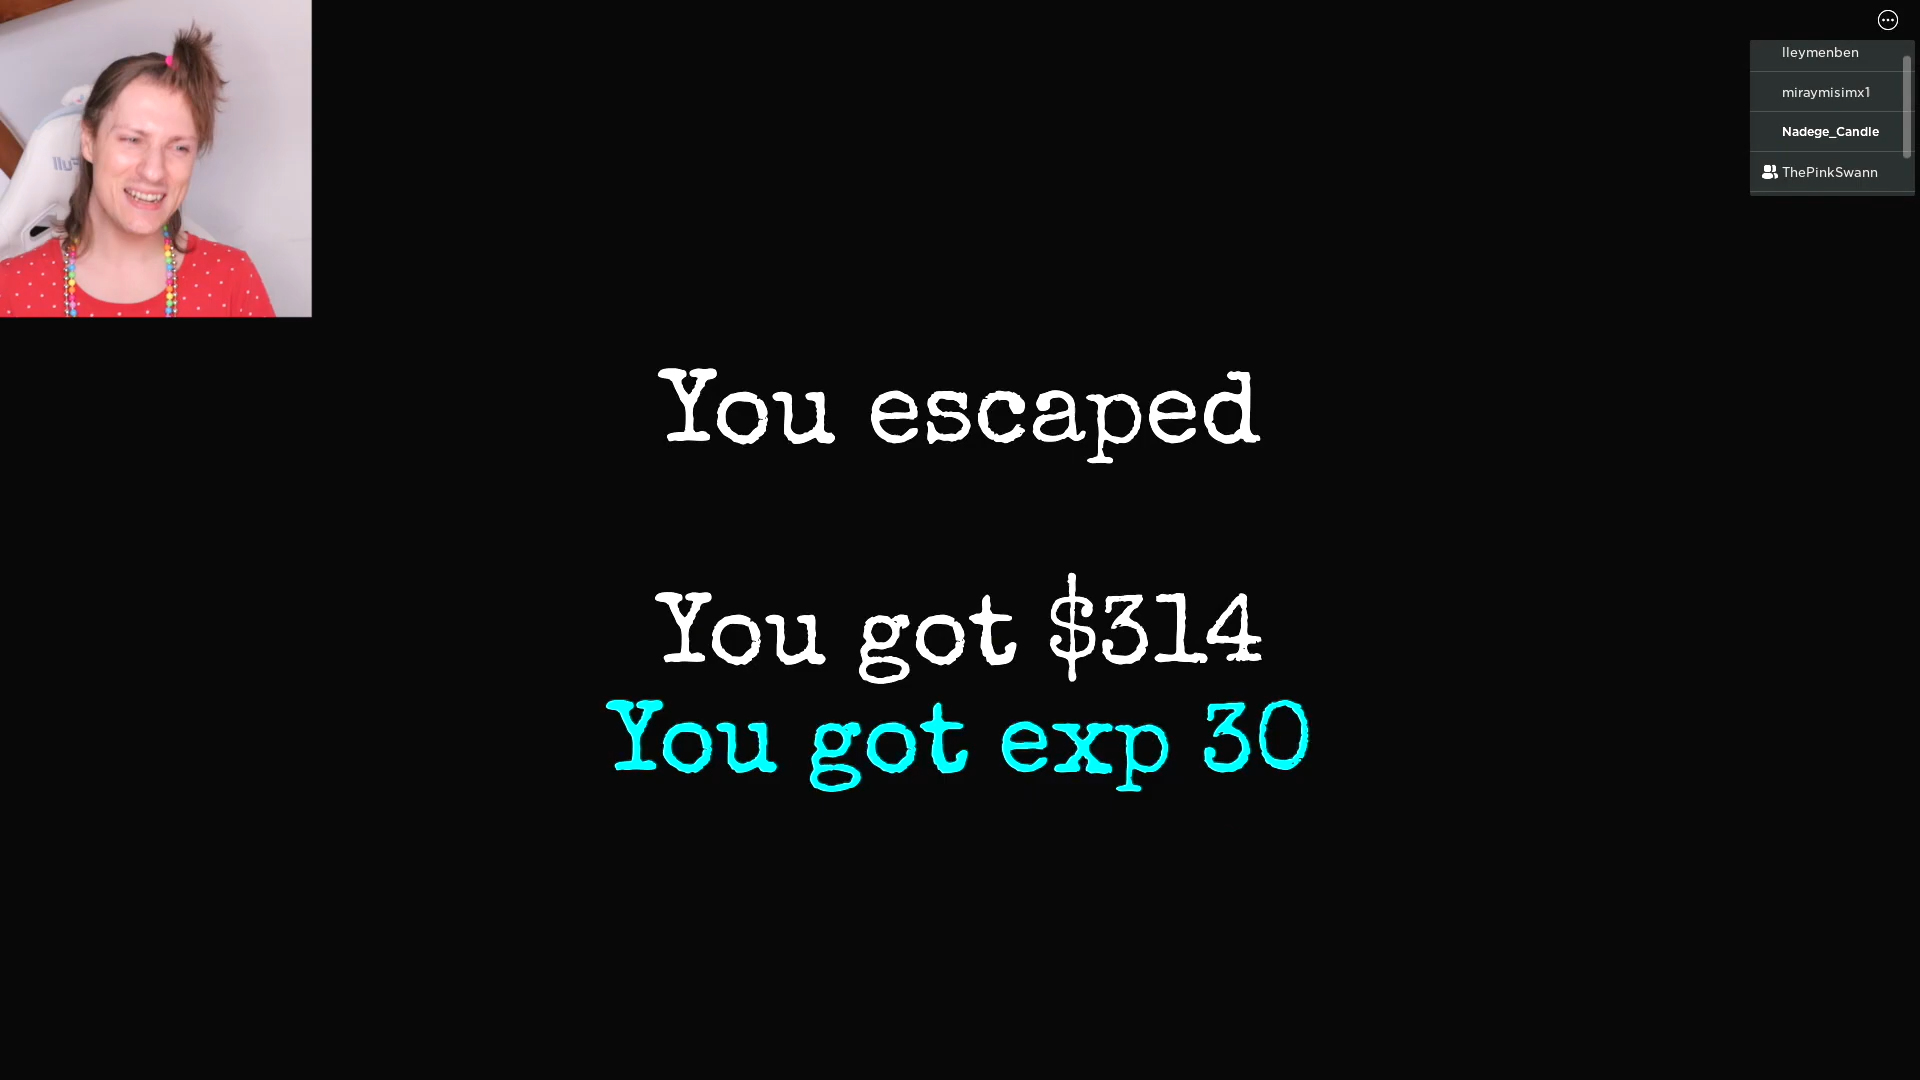 lleymenben
miraymisimx1
Nadege_Candle
ThePinkSwann
You escaped
You got $314
You got exp 30